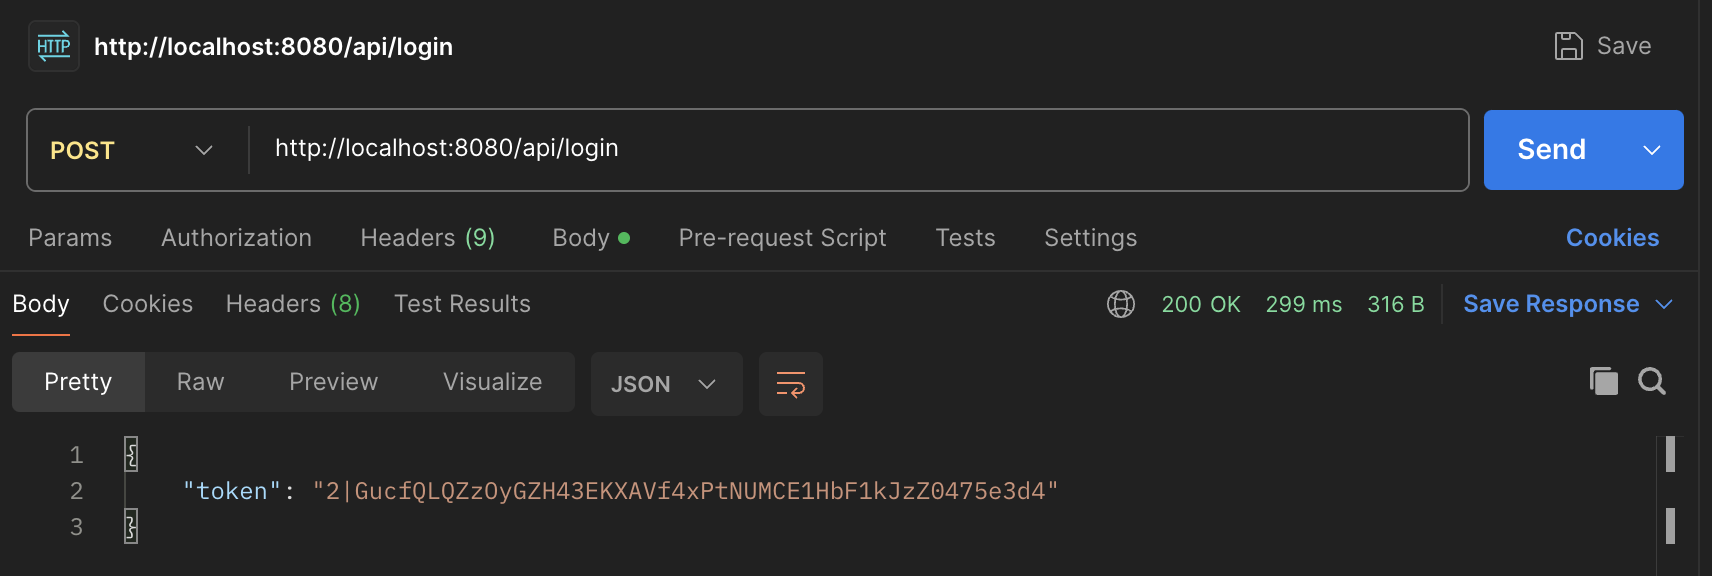 HTTP http://localhost:8080/api/login Save
POST http://localhost:8080/api/login Send
Params Authorization Headers (9) Body Pre-request Script Tests Settings Cookies
Body Cookies Headers (8) Test Results 200 OK 299 ms 316 B Save Response
Pretty Raw Preview Visualize JSON
1 {
2 "token": "2|GucfQLQZzOyGZH43EKXAVf4xPtNUMCE1HbF1kJzZ0475e3d4"
3 }